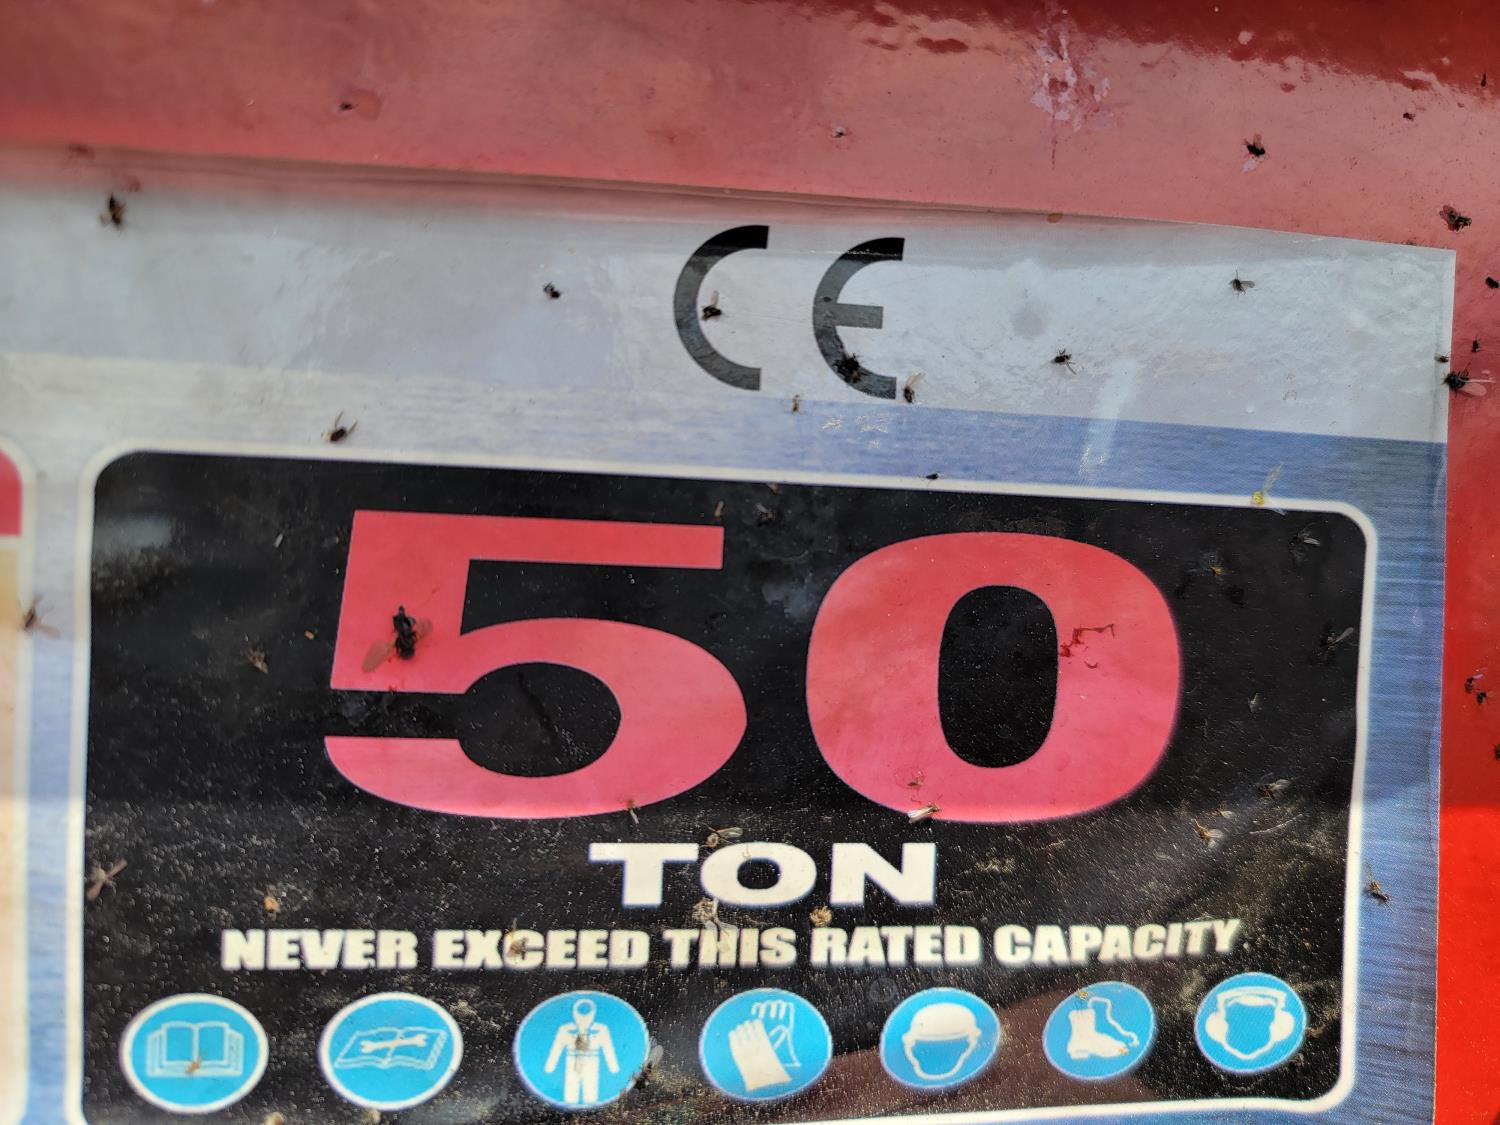 CE
50
TON
NEVER EXCEED THIS RATED CAPACITY